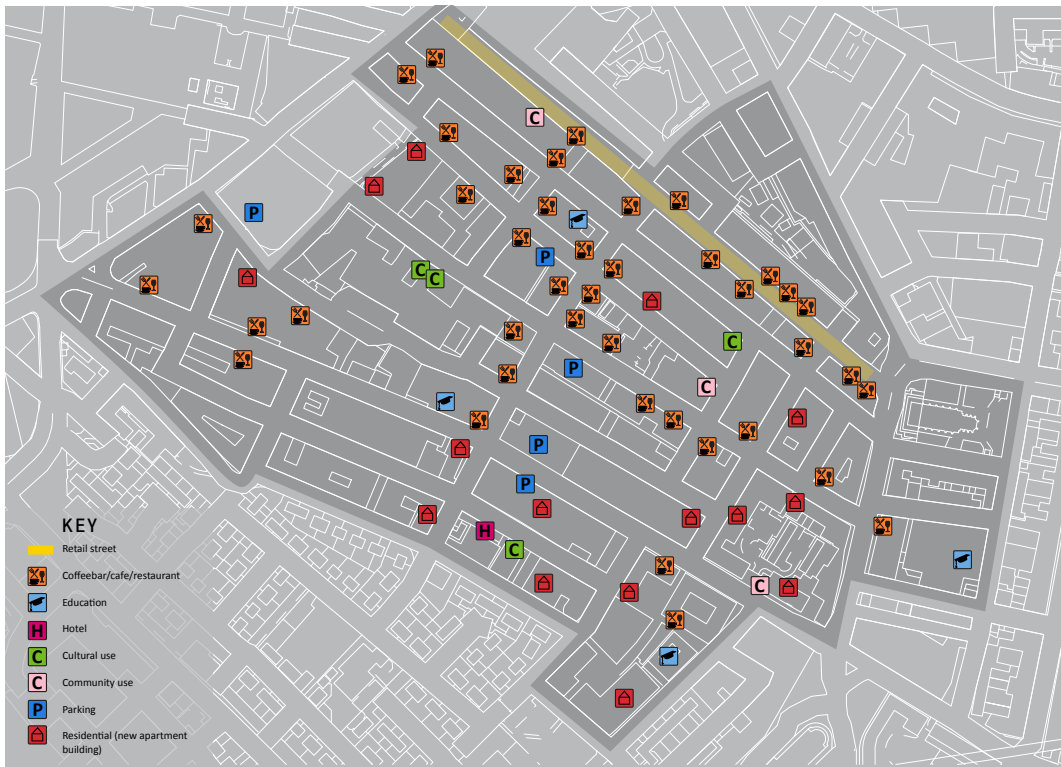 C
P
P
C
C
C
P
C
P
P
H
C
C
KEY
Retail street
Coffeebar/cafe/restaurant
Education
H Hotel
C Cultural use
C Community use
P Parking
Residential (new apartment
building)